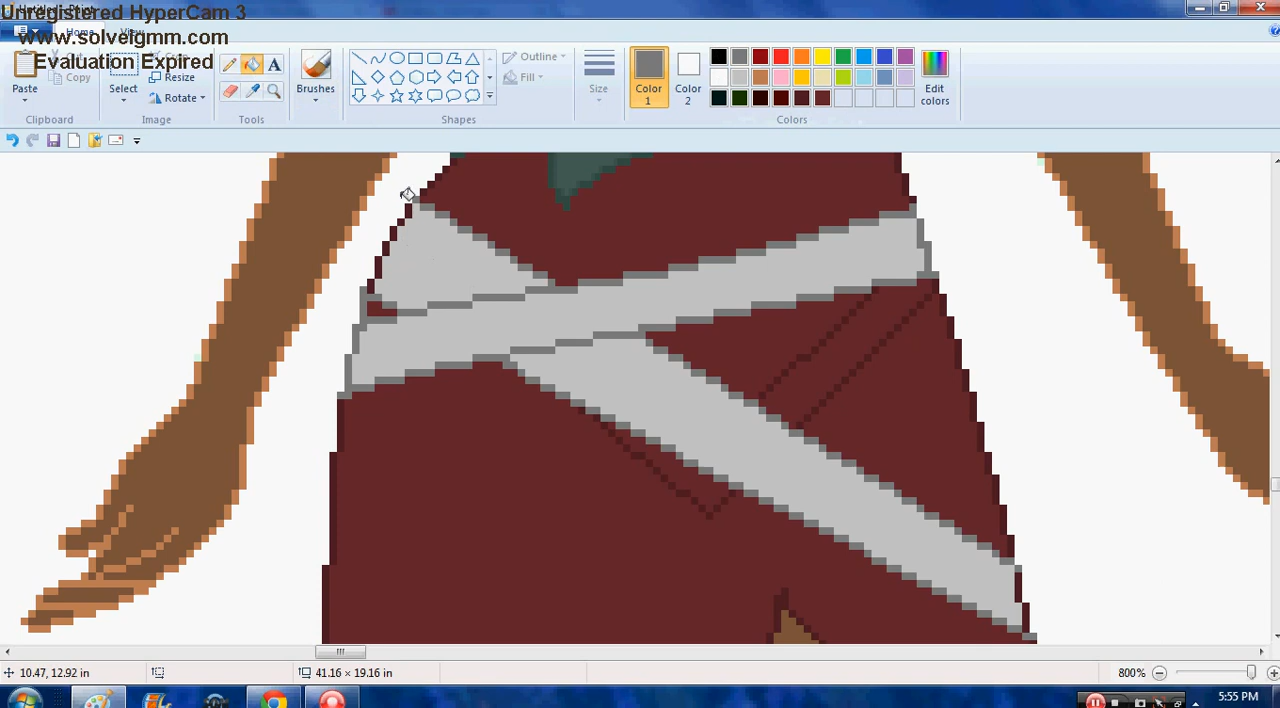 Unregistered HyperCam 3
www.solveigmm.com
Evaluation Expired
Home
Paste
Copy
Select
Resize
Rotate
Brushes
Outline
Fill
Size
Color 1
Color 2
Edit colors
Clipboard
Image
Tools
Shapes
Colors
10.47, 12.92 in
41.16 × 19.16 in
800%
5:55 PM